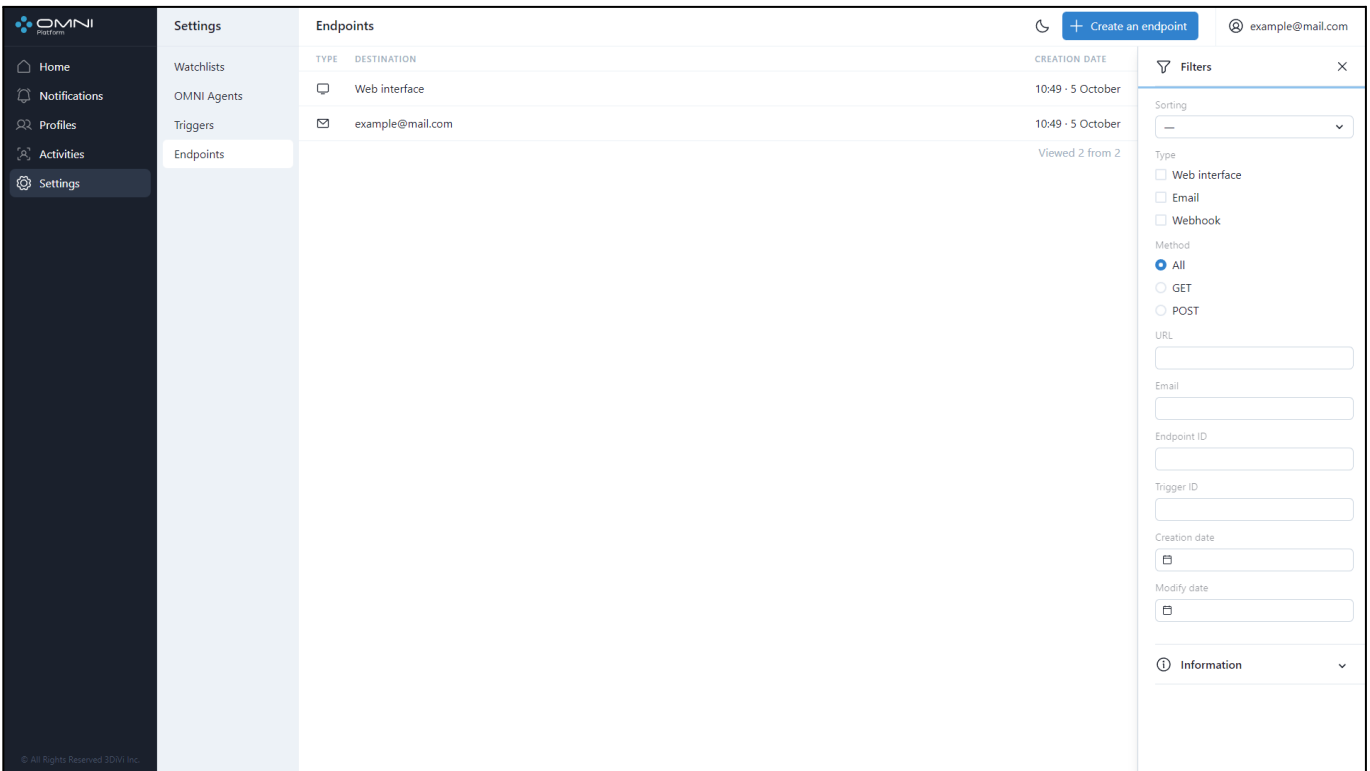 OMNI
Platform
Home
Notifications
Profiles
Activities
Settings
© All Rights Reserved 3DiVi Inc.
Settings
Watchlists
OMNI Agents
Triggers
Endpoints
Endpoints
Create an endpoint
example@mail.com
TYPE DESTINATION CREATION DATE
Web interface 10:49 · 5 October
example@mail.com 10:49 · 5 October
Viewed 2 from 2
Filters
Sorting
—
Type
Web interface
Email
Webhook
Method
All
GET
POST
URL
Email
Endpoint ID
Trigger ID
Creation date
Modify date
Information